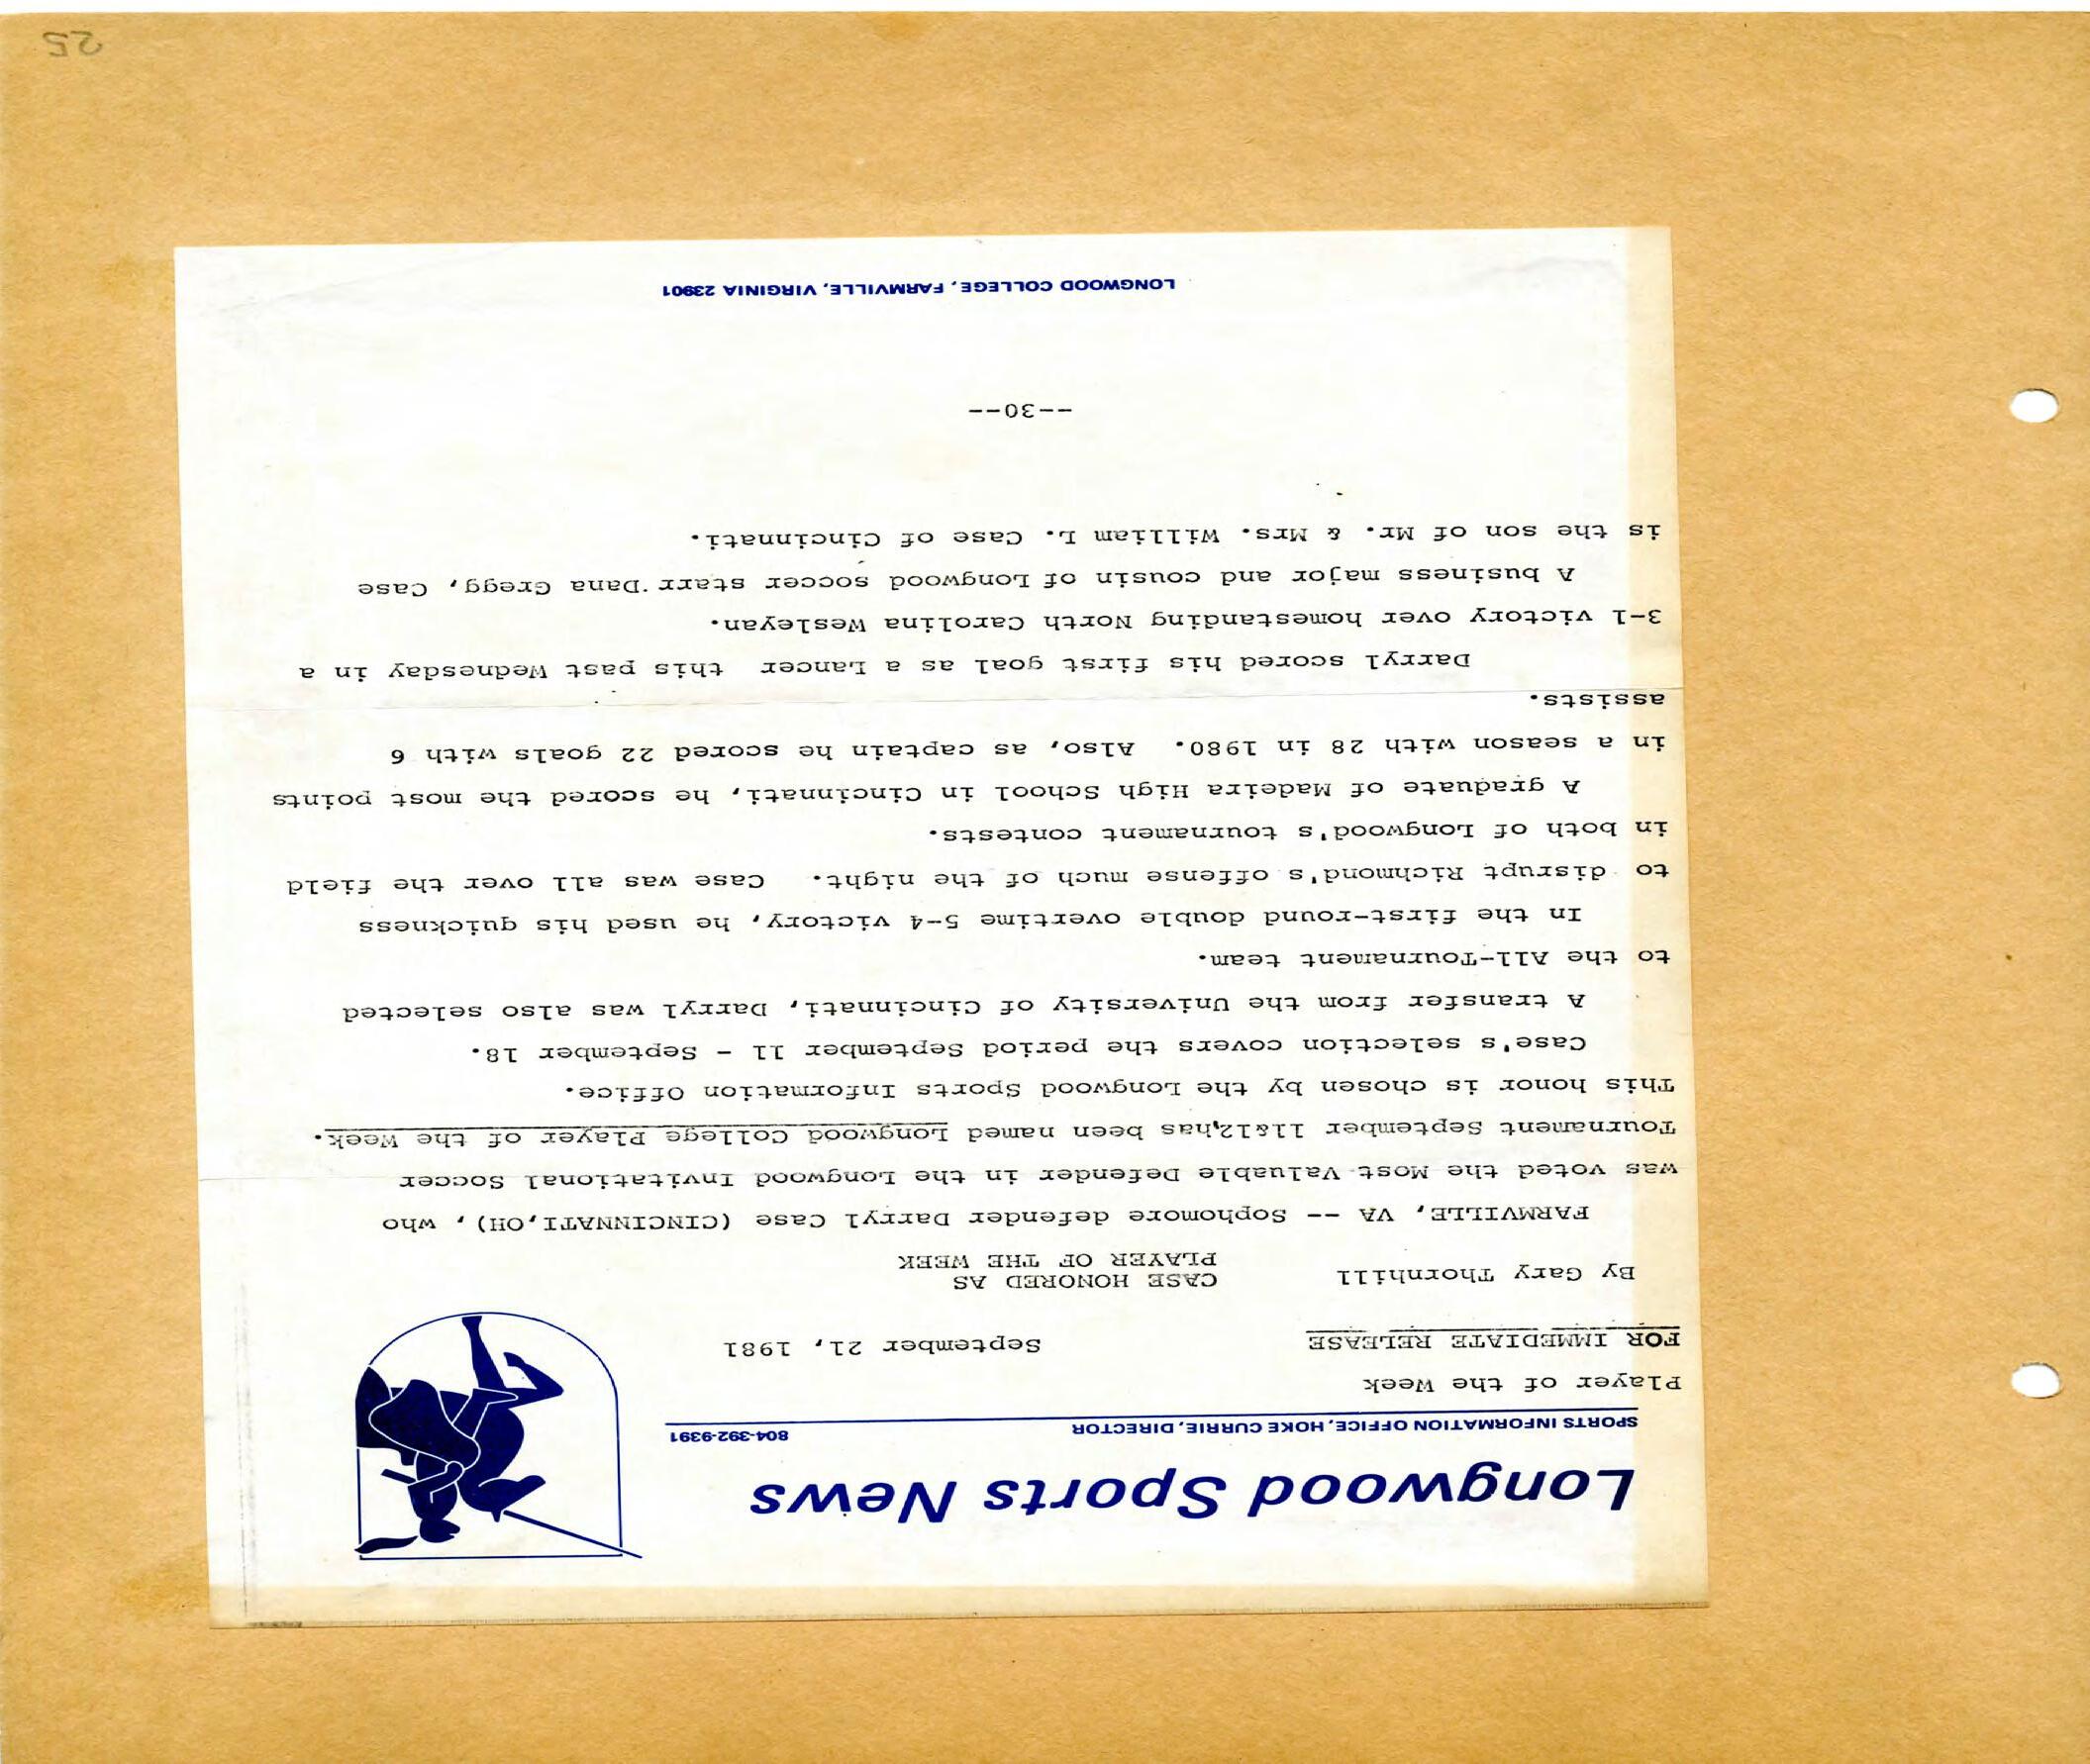 Longwood Sports News
SPORTS INFORMATION OFFICE, HOKE CURRIE, DIRECTOR 804-392-9391
Player of the Week
FOR IMMEDIATE RELEASE September 21, 1981
By Gary Thornhill CASE HONORED AS
PLAYER OF THE WEEK
FARMVILLE, VA -- Sophomore defender Darryl Case (CINCINNATI,OH), who
was voted the Most Valuable Defender in the Longwood Invitational Soccer
Tournament September 11&12,has been named Longwood College Player of the Week.
This honor is chosen by the Longwood Sports Information Office.
Case's selection covers the period September 11 - September 18.
A transfer from the University of Cincinnati, Darryl was also selected
to the All-Tournament team.
In the first-round double overtime 5-4 victory, he used his quickness
to disrupt Richmond's offense much of the night. Case was all over the field
in both of Longwood's tournament contests.
A graduate of Madeira High School in Cincinnati, he scored the most points
in a season with 28 in 1980. Also, as captain he scored 22 goals with 6
assists.
Darryl scored his first goal as a Lancer this past Wednesday in a
3-1 victory over homestanding North Carolina Wesleyan.
A business major and cousin of Longwood soccer starr Dana Gregg, Case
is the son of Mr. & Mrs. William L. Case of Cincinnati.
--30--
LONGWOOD COLLEGE, FARMVILLE, VIRGINIA 23901
25